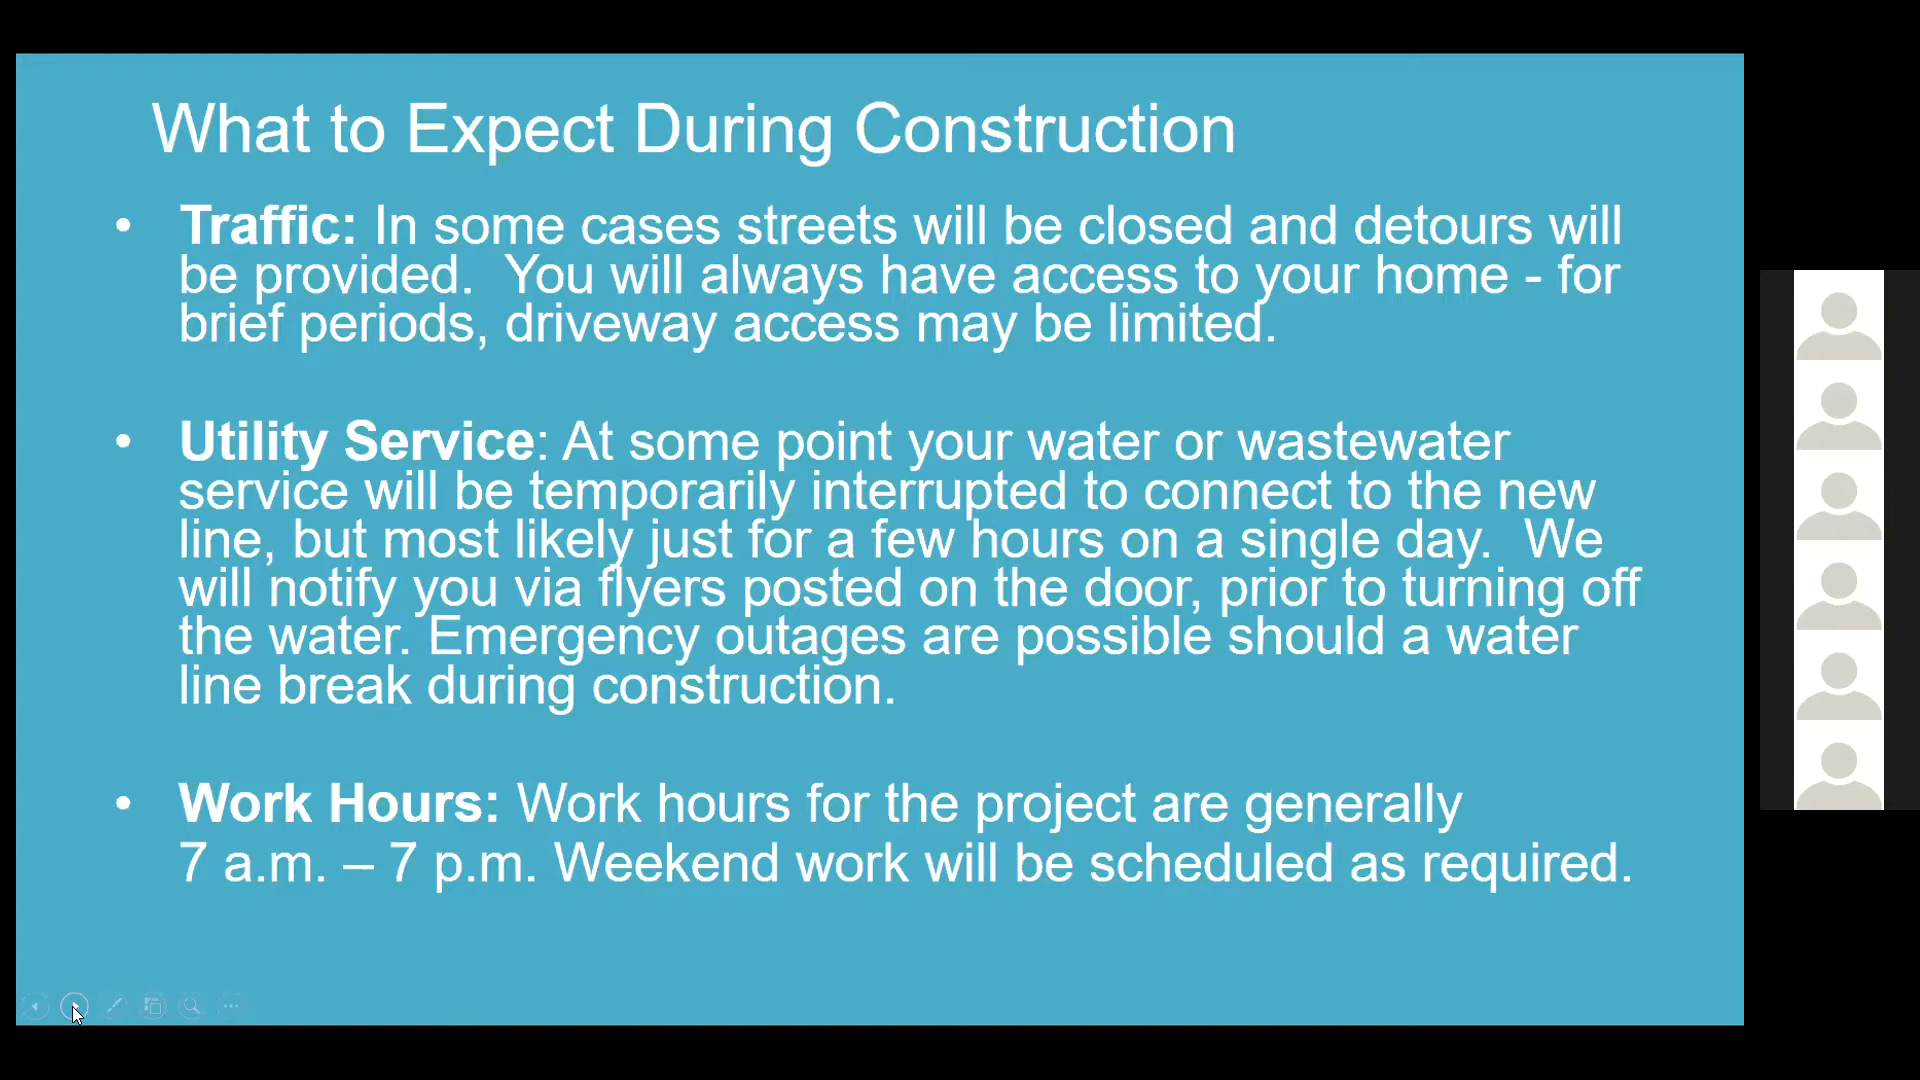 What to Expect During Construction
• Traffic: In some cases streets will be closed and detours will
be provided.  You will always have access to your home - for
brief periods, driveway access may be limited.
• Utility Service: At some point your water or wastewater
service will be temporarily interrupted to connect to the new
line, but most likely just for a few hours on a single day.  We
will notify you via flyers posted on the door, prior to turning off
the water. Emergency outages are possible should a water
line break during construction.
• Work Hours: Work hours for the project are generally
7 a.m. – 7 p.m. Weekend work will be scheduled as required.